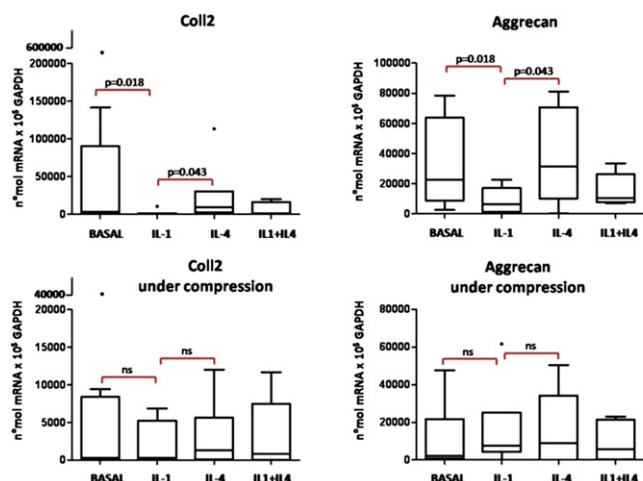 Coll2
600000
200000
150000
100000
50000
0
n°mol mRNA x 10⁶ GAPDH
p=0.018
p=0.043
BASAL IL-1 IL-4 IL1+IL4
Aggrecan
100000
80000
60000
40000
20000
0
n°mol mRNA x 10⁶ GAPDH
p=0.018
p=0.043
BASAL IL-1 IL-4 IL1+IL4
Coll2
under compression
40000
20000
15000
10000
5000
0
n°mol mRNA x 10⁶ GAPDH
ns
ns
BASAL IL-1 IL-4 IL1+IL4
Aggrecan
under compression
80000
60000
40000
20000
0
n°mol mRNA x 10⁶ GAPDH
ns
ns
BASAL IL-1 IL-4 IL1+IL4